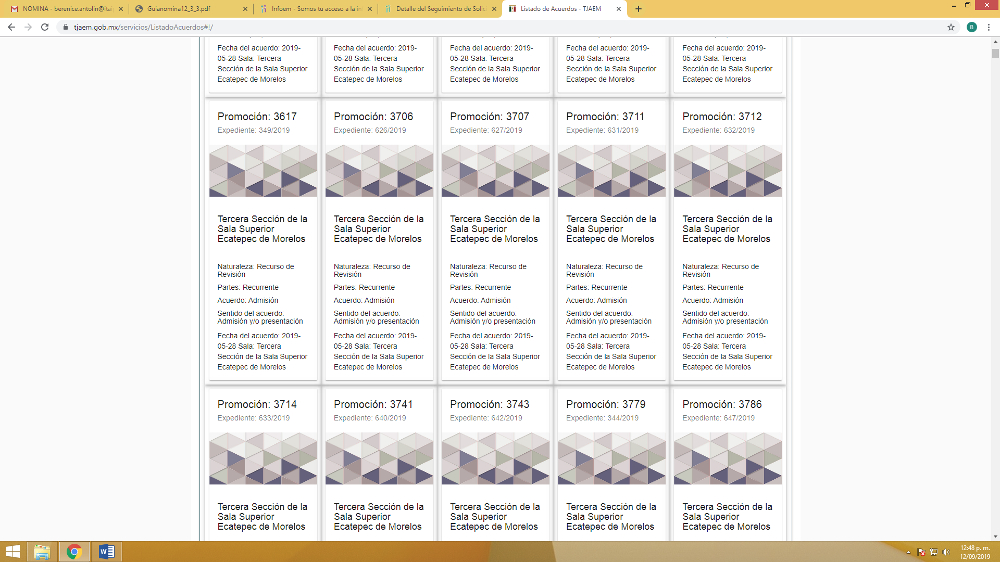 NOMINA - berenice.antolin@itai
Guianomina12_3_3.pdf
Infoem - Somos tu acceso a la in
Detalle del Seguimiento de Solici
Listado de Acuerdos - TJAEM
tjaem.gob.mx/servicios/ListadoAcuerdos#!/
B
Fecha del acuerdo: 2019-
05-28 Sala: Tercera
Sección de la Sala Superior
Ecatepec de Morelos
Fecha del acuerdo: 2019-
05-28 Sala: Tercera
Sección de la Sala Superior
Ecatepec de Morelos
Fecha del acuerdo: 2019-
05-28 Sala: Tercera
Sección de la Sala Superior
Ecatepec de Morelos
Fecha del acuerdo: 2019-
05-28 Sala: Tercera
Sección de la Sala Superior
Ecatepec de Morelos
Fecha del acuerdo: 2019-
05-28 Sala: Tercera
Sección de la Sala Superior
Ecatepec de Morelos
Promoción: 3617
Expediente: 349/2019
Tercera Sección de la
Sala Superior
Ecatepec de Morelos
Naturaleza: Recurso de
Revisión
Partes: Recurrente
Acuerdo: Admisión
Sentido del acuerdo:
Admisión y/o presentación
Fecha del acuerdo: 2019-
05-28 Sala: Tercera
Sección de la Sala Superior
Ecatepec de Morelos
Promoción: 3706
Expediente: 626/2019
Tercera Sección de la
Sala Superior
Ecatepec de Morelos
Naturaleza: Recurso de
Revisión
Partes: Recurrente
Acuerdo: Admisión
Sentido del acuerdo:
Admisión y/o presentación
Fecha del acuerdo: 2019-
05-28 Sala: Tercera
Sección de la Sala Superior
Ecatepec de Morelos
Promoción: 3707
Expediente: 627/2019
Tercera Sección de la
Sala Superior
Ecatepec de Morelos
Naturaleza: Recurso de
Revisión
Partes: Recurrente
Acuerdo: Admisión
Sentido del acuerdo:
Admisión y/o presentación
Fecha del acuerdo: 2019-
05-28 Sala: Tercera
Sección de la Sala Superior
Ecatepec de Morelos
Promoción: 3711
Expediente: 631/2019
Tercera Sección de la
Sala Superior
Ecatepec de Morelos
Naturaleza: Recurso de
Revisión
Partes: Recurrente
Acuerdo: Admisión
Sentido del acuerdo:
Admisión y/o presentación
Fecha del acuerdo: 2019-
05-28 Sala: Tercera
Sección de la Sala Superior
Ecatepec de Morelos
Promoción: 3712
Expediente: 632/2019
Tercera Sección de la
Sala Superior
Ecatepec de Morelos
Naturaleza: Recurso de
Revisión
Partes: Recurrente
Acuerdo: Admisión
Sentido del acuerdo:
Admisión y/o presentación
Fecha del acuerdo: 2019-
05-28 Sala: Tercera
Sección de la Sala Superior
Ecatepec de Morelos
Promoción: 3714
Expediente: 633/2019
Tercera Sección de la
Sala Superior
Ecatepec de Morelos
Promoción: 3741
Expediente: 640/2019
Tercera Sección de la
Sala Superior
Ecatepec de Morelos
Promoción: 3743
Expediente: 642/2019
Tercera Sección de la
Sala Superior
Ecatepec de Morelos
Promoción: 3779
Expediente: 344/2019
Tercera Sección de la
Sala Superior
Ecatepec de Morelos
Promoción: 3786
Expediente: 647/2019
Tercera Sección de la
Sala Superior
Ecatepec de Morelos
12:48 p. m.
12/09/2019